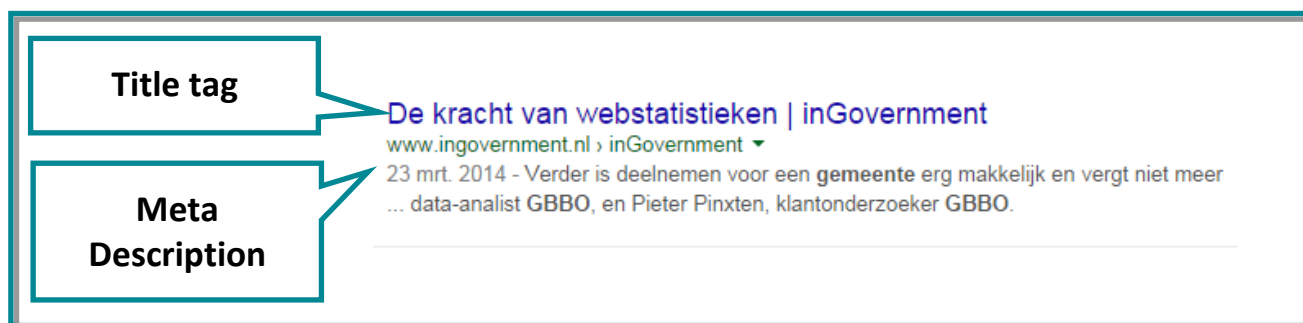 Title tag
De kracht van webstatistieken | inGovernment
www.ingovernment.nl › inGovernment ▼
Meta
Description
23 mrt. 2014 - Verder is deelnemen voor een gemeente erg makkelijk en vergt niet meer
... data-analist GBBO, en Pieter Pinxten, klantonderzoeker GBBO.